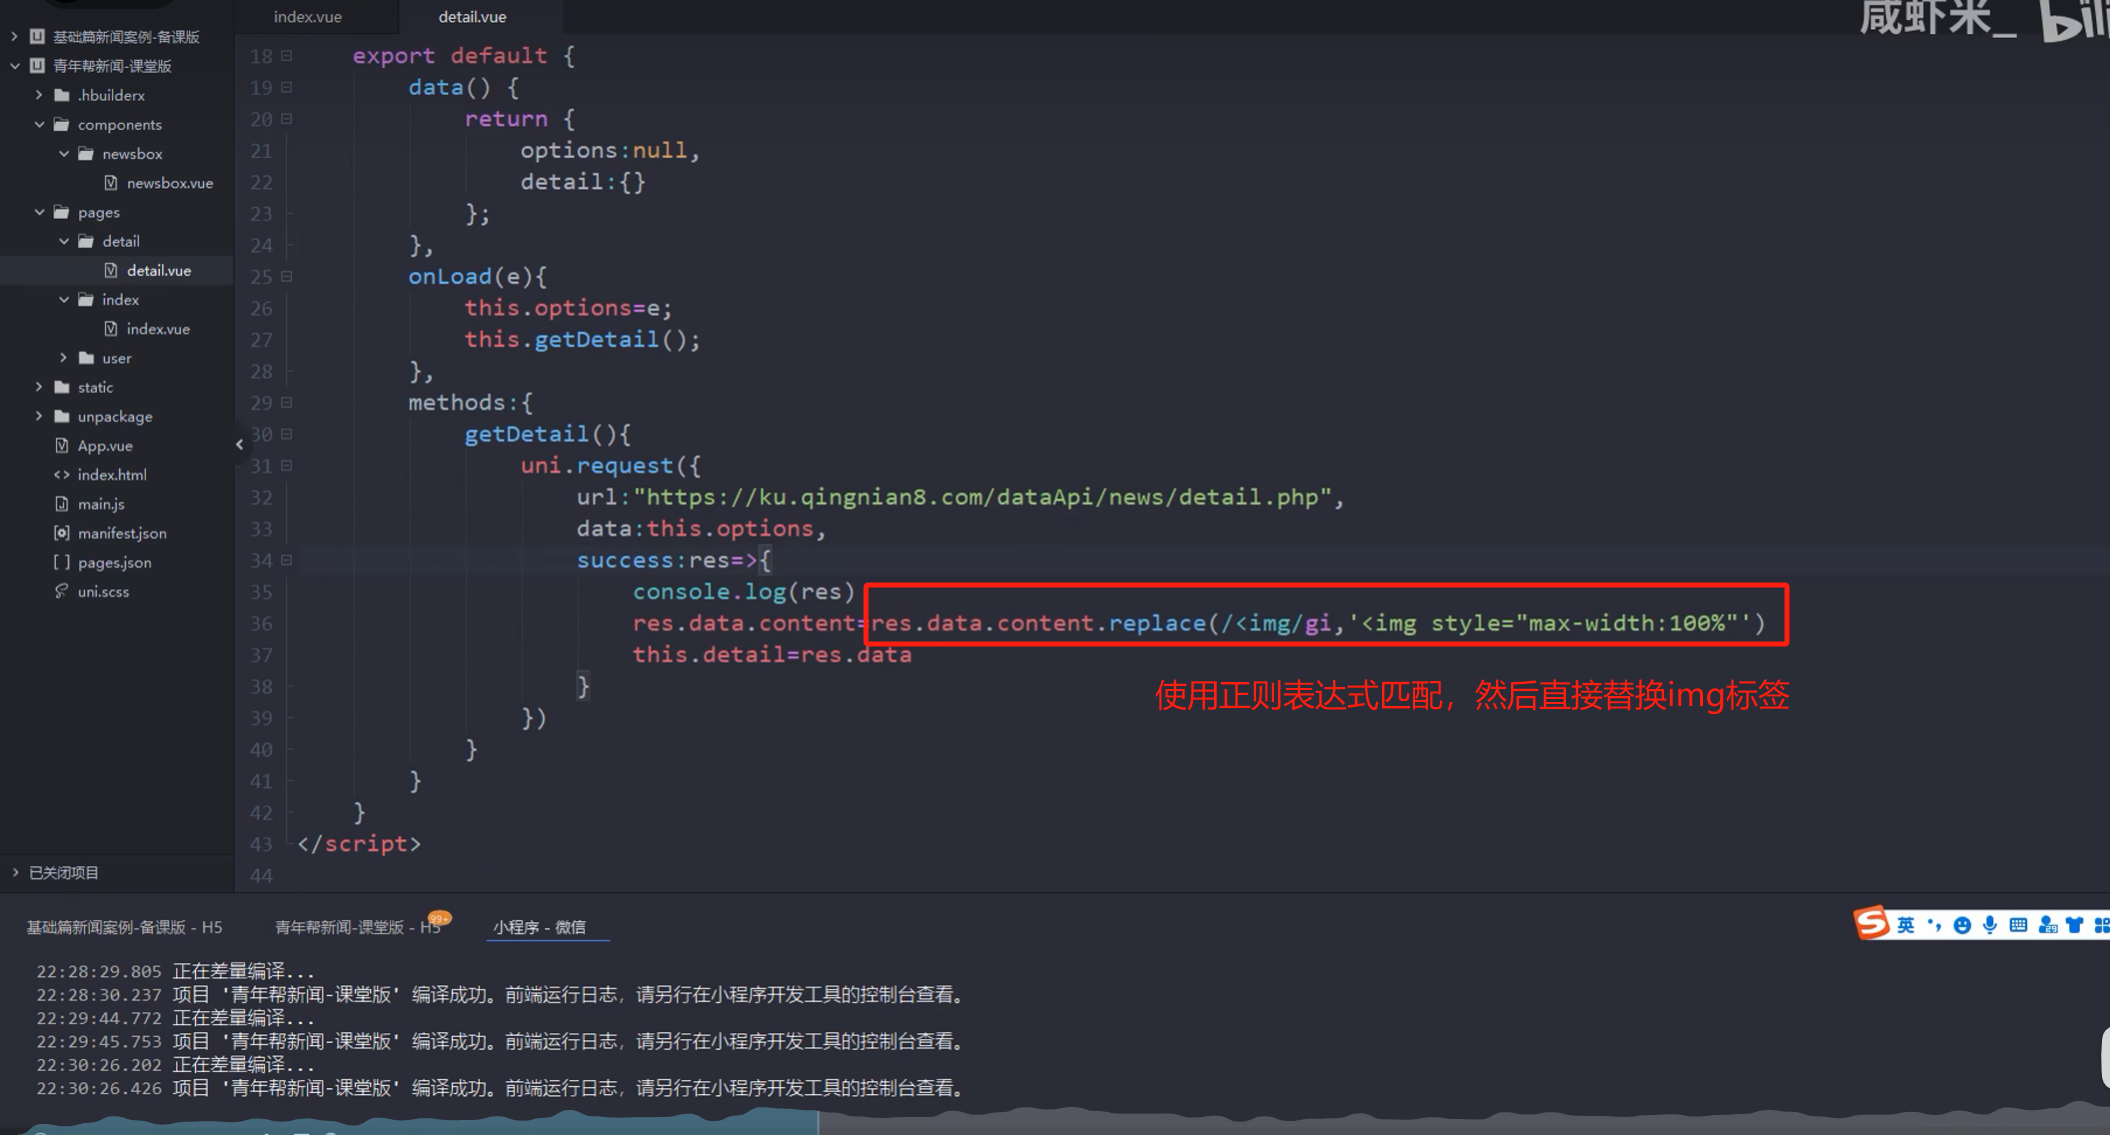 index.vue
detail.vue
咸虾米_
基础篇新闻案例-备课版
青年帮新闻-课堂版
.hbuilderx
components
newsbox
newsbox.vue
pages
detail
detail.vue
index
index.vue
user
static
unpackage
App.vue
index.html
main.js
manifest.json
pages.json
uni.scss
已关闭项目
18 export default {
19 data() {
20 return {
21 options:null,
22 detail:{}
23 };
24 },
25 onLoad(e){
26 this.options=e;
27 this.getDetail();
28 },
29 methods:{
30 getDetail(){
31 uni.request({
32 url:"https://ku.qingnian8.com/dataApi/news/detail.php",
33 data:this.options,
34 success:res=>{
35 console.log(res)
36 res.data.content=res.data.content.replace(/<img/gi,'<img style="max-width:100%"')
37 this.detail=res.data
38 }
39 })
40 }
41 }
42 }
43 </script>
44
使用正则表达式匹配，然后直接替换img标签
基础篇新闻案例-备课版 - H5
青年帮新闻-课堂版 - H5
99+
小程序 - 微信
英
22:28:29.805 正在差量编译...
22:28:30.237 项目 '青年帮新闻-课堂版' 编译成功。前端运行日志，请另行在小程序开发工具的控制台查看。
22:29:44.772 正在差量编译...
22:29:45.753 项目 '青年帮新闻-课堂版' 编译成功。前端运行日志，请另行在小程序开发工具的控制台查看。
22:30:26.202 正在差量编译...
22:30:26.426 项目 '青年帮新闻-课堂版' 编译成功。前端运行日志，请另行在小程序开发工具的控制台查看。